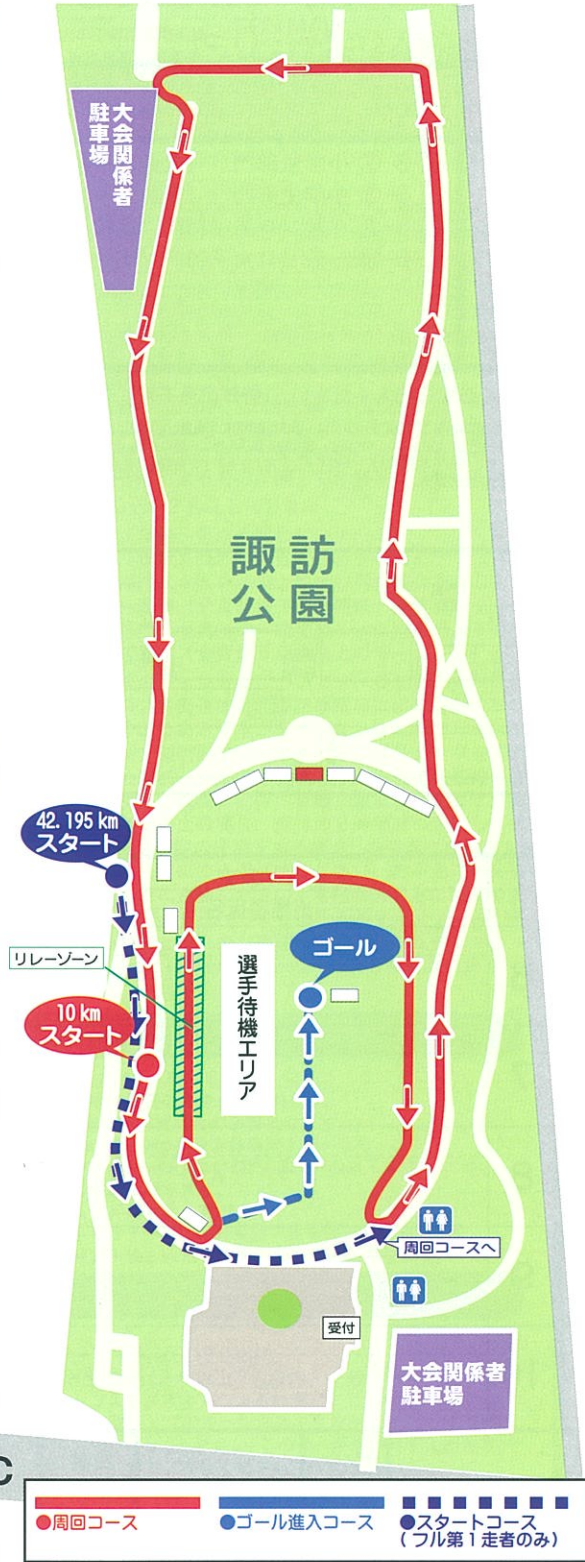 大会関係者
駐車場
諏訪
公園
42.195 km
スタート
リレーゾーン
選手待機エリア
ゴール
10 km
スタート
周回コースへ
受付
大会関係者
駐車場
C
●周回コース
●ゴール進入コース
●スタートコース
(フル第1走者のみ)